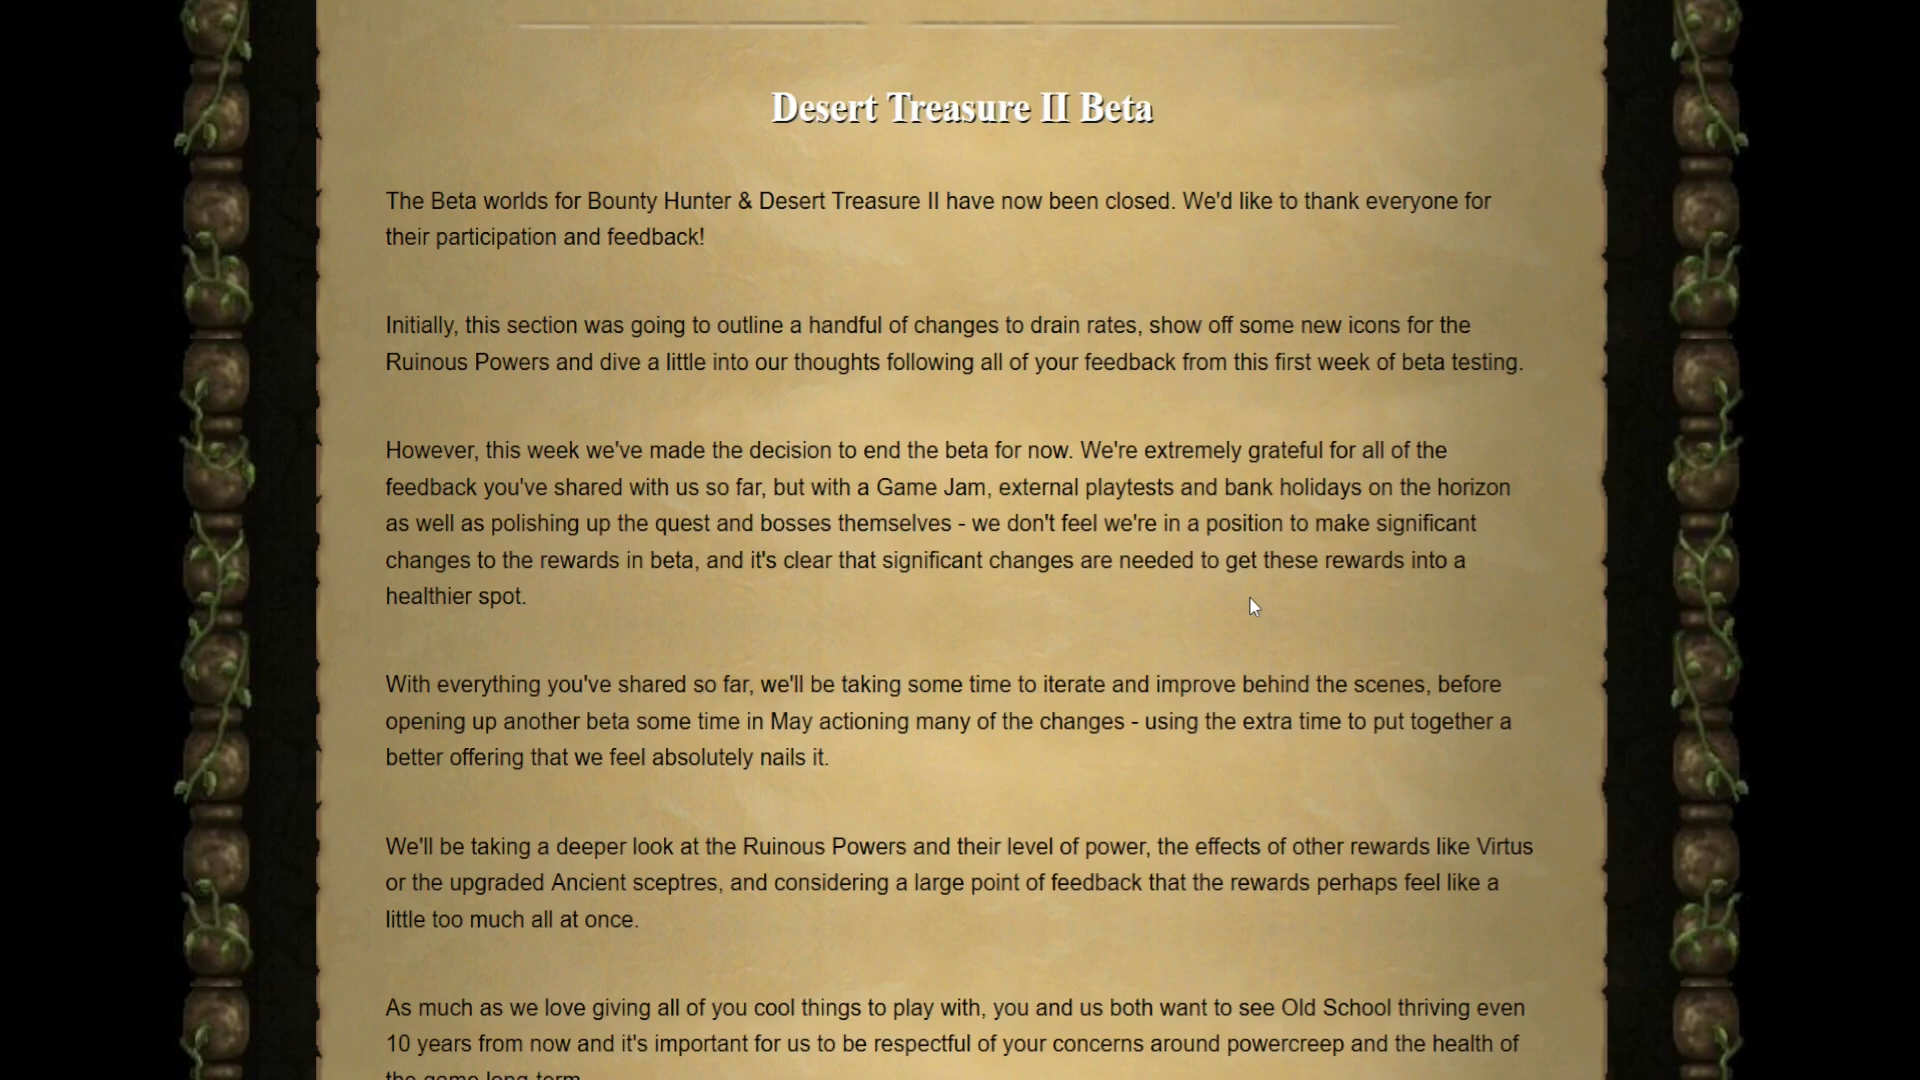 Desert Treasure II Beta
The Beta worlds for Bounty Hunter & Desert Treasure II have now been closed. We'd like to thank everyone for
their participation and feedback!
Initially, this section was going to outline a handful of changes to drain rates, show off some new icons for the
Ruinous Powers and dive a little into our thoughts following all of your feedback from this first week of beta testing.
However, this week we've made the decision to end the beta for now. We're extremely grateful for all of the
feedback you've shared with us so far, but with a Game Jam, external playtests and bank holidays on the horizon
as well as polishing up the quest and bosses themselves - we don't feel we're in a position to make significant
changes to the rewards in beta, and it's clear that significant changes are needed to get these rewards into a
healthier spot.
With everything you've shared so far, we'll be taking some time to iterate and improve behind the scenes, before
opening up another beta some time in May actioning many of the changes - using the extra time to put together a
better offering that we feel absolutely nails it.
We'll be taking a deeper look at the Ruinous Powers and their level of power, the effects of other rewards like Virtus
or the upgraded Ancient sceptres, and considering a large point of feedback that the rewards perhaps feel like a
little too much all at once.
As much as we love giving all of you cool things to play with, you and us both want to see Old School thriving even
10 years from now and it's important for us to be respectful of your concerns around powercreep and the health of
the game long-term